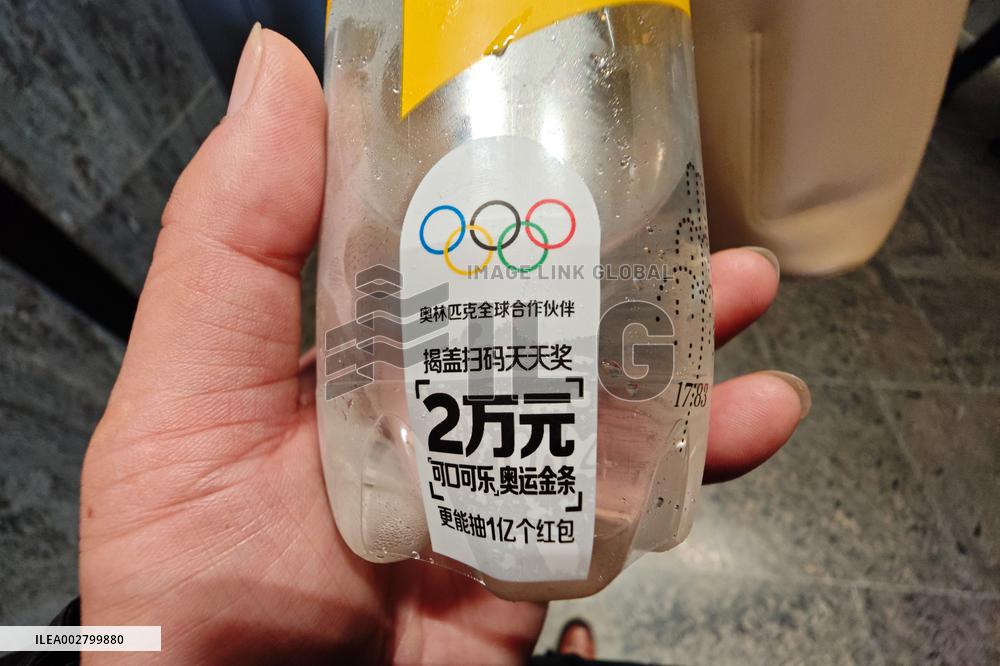 IMAGE LINK GLOBAL
ILG
奥林匹克全球合作伙伴
揭盖扫码天天奖
2万元
17:83
「可口可乐」奥运金条
更能抽1亿个红包
ILEA002799880